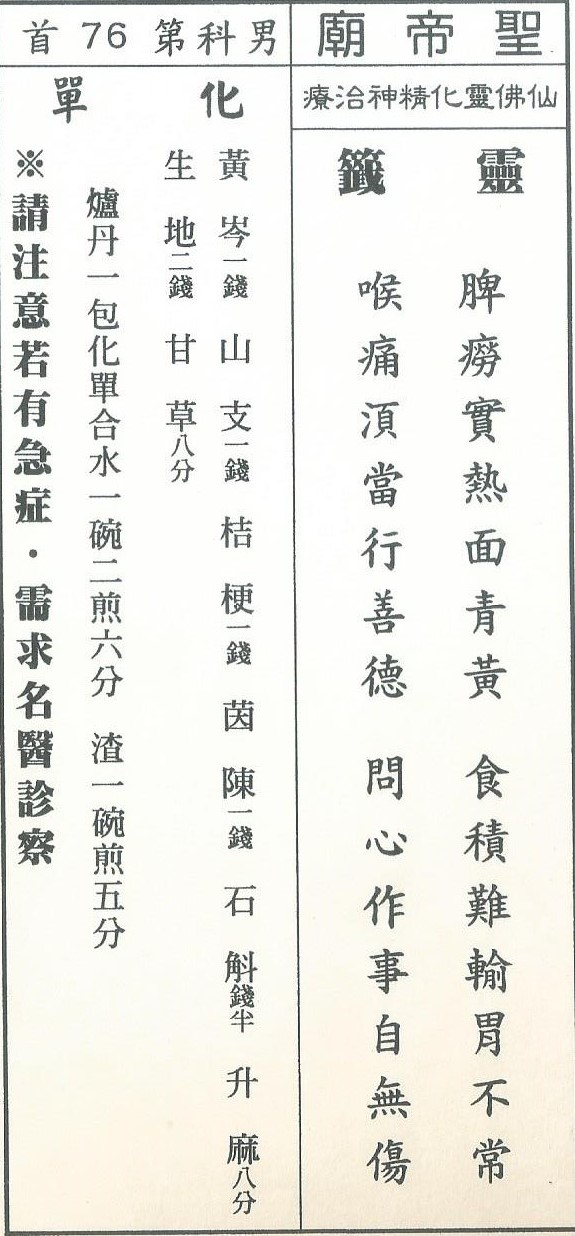 聖帝廟
仙佛靈化精神治療
靈籤
脾癆實熱面青黃 食積難輸胃不常
喉痛湏當行善德 問心作事自無傷
男科第76首
化單
黃岑一錢 山支一錢 桔梗一錢 茵陳一錢 石斛錢半 升麻八分
生地二錢 甘草八分
爐丹一包化單合水一碗二煎六分 渣一碗煎五分
※請注意若有急症・需求名醫診察